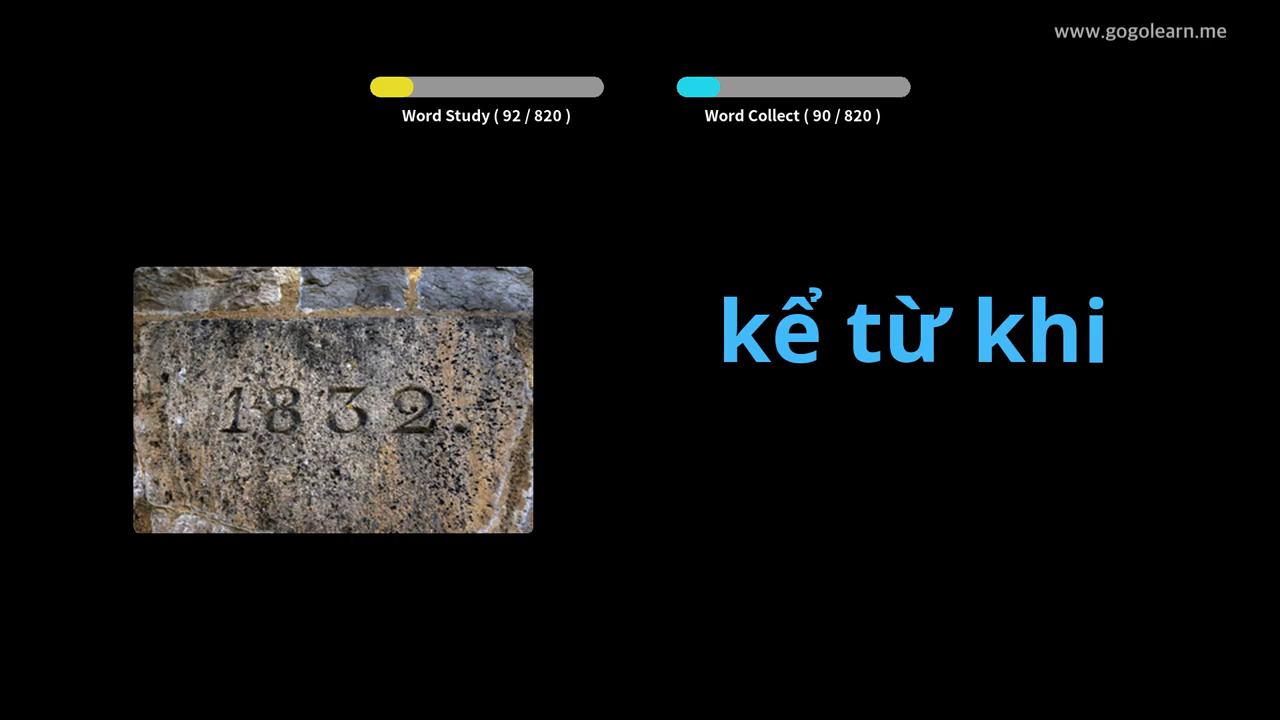 www.gogolearn.me
Word Study ( 92 / 820 )
Word Collect ( 90 / 820 )
1832.
kể từ khi